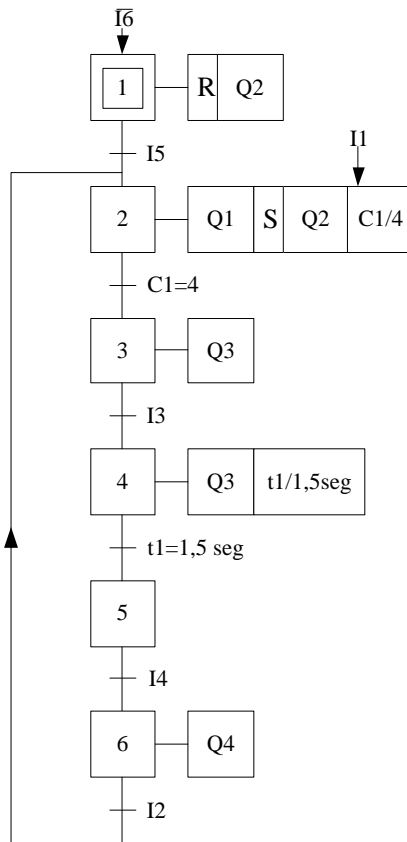 I̅6̅
1 R Q2
I5
I1
2 Q1 S Q2 C1/4
C1=4
3 Q3
I3
4 Q3 t1/1,5seg
t1=1,5 seg
5
I4
6 Q4
I2